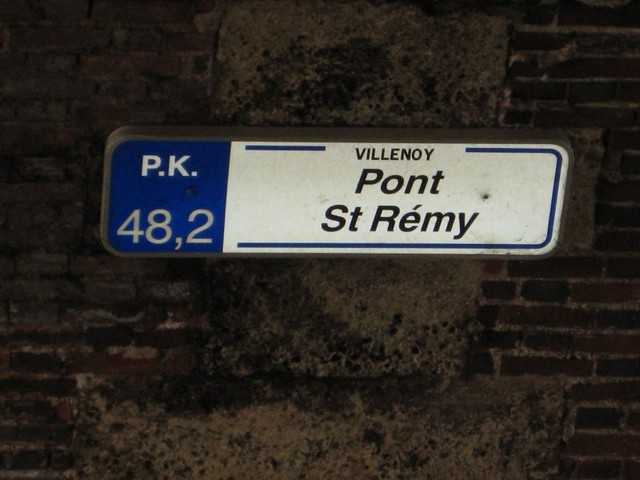 P.K.
48,2
VILLENOY
Pont
St Rémy